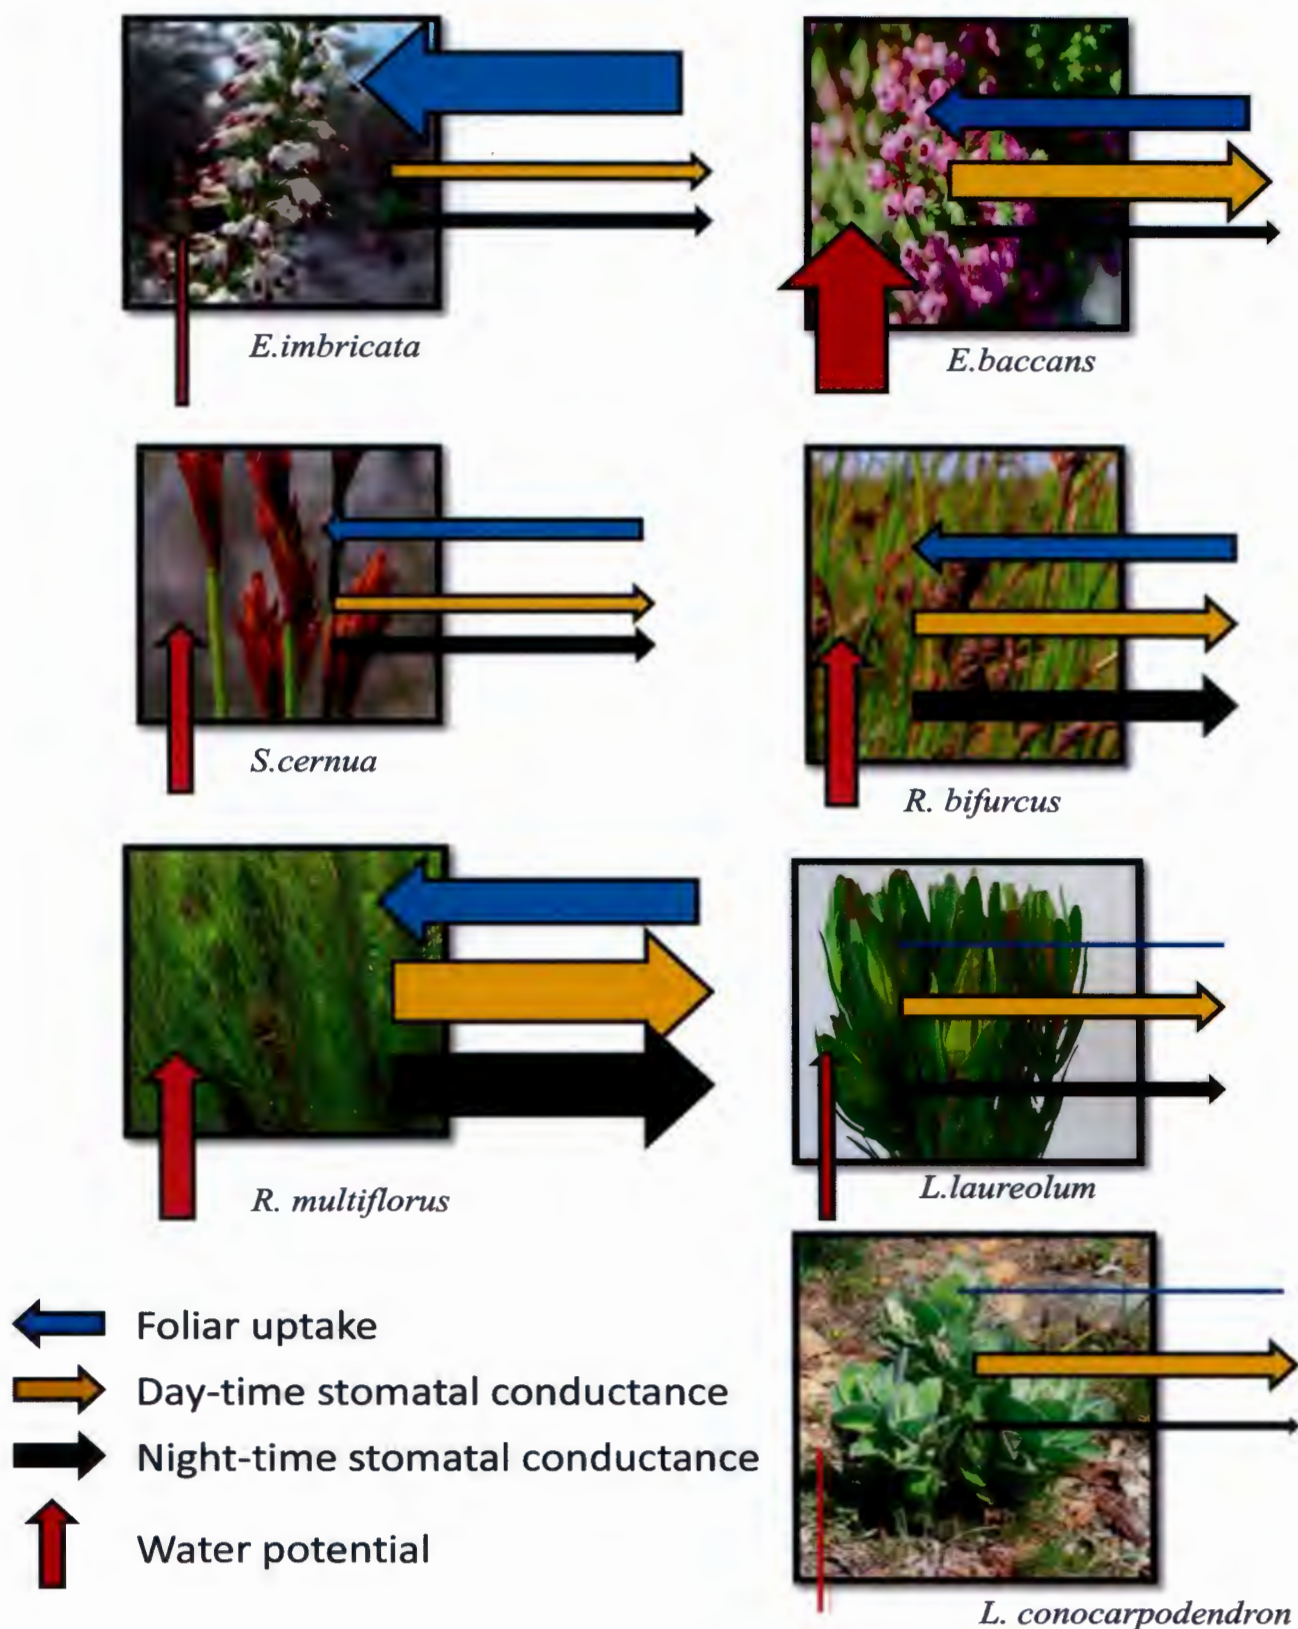 E.imbricata
E.baccans
S.cernua
R. bifurcus
R. multiflorus
L.laureolum
Foliar uptake
Day-time stomatal conductance
Night-time stomatal conductance
Water potential
L. conocarpodendron